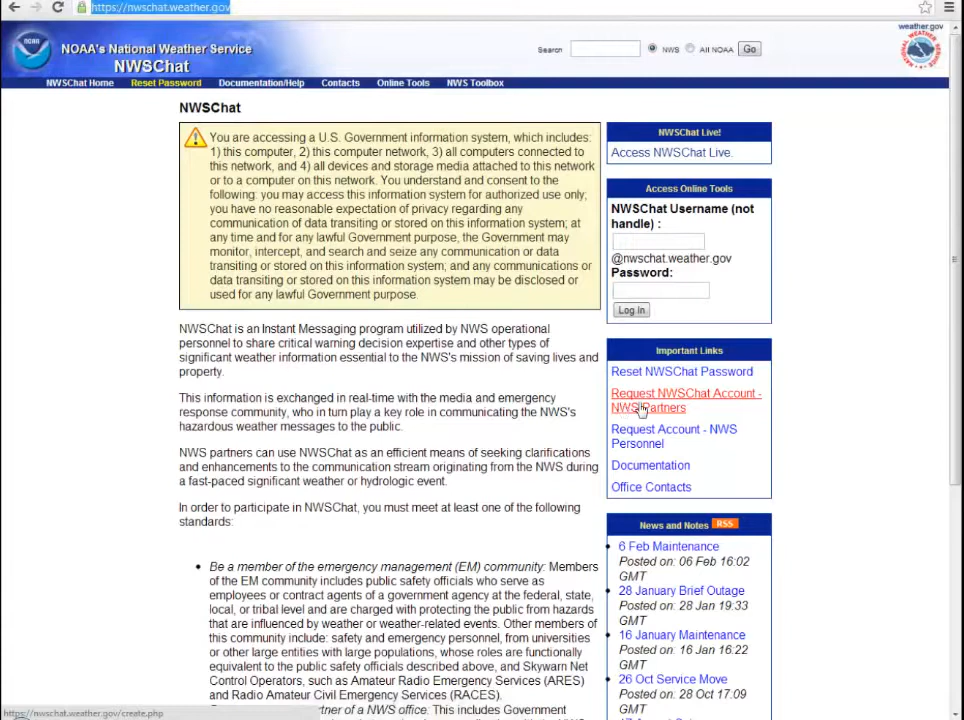 https://nwschat.weather.gov
weather.gov
NOAA
NOAA's National Weather Service
NWSChat
Search
NWS
All NOAA
Go
NWSChat Home
Reset Password
Documentation/Help
Contacts
Online Tools
NWS Toolbox
NWSChat
You are accessing a U.S. Government information system, which includes:
1) this computer, 2) this computer network, 3) all computers connected to
this network, and 4) all devices and storage media attached to this network
or to a computer on this network. You understand and consent to the
following: you may access this information system for authorized use only;
you have no reasonable expectation of privacy regarding any
communication of data transiting or stored on this information system; at
any time and for any lawful Government purpose, the Government may
monitor, intercept, and search and seize any communication or data
transiting or stored on this information system; and any communications or
data transiting or stored on this information system may be disclosed or
used for any lawful Government purpose.
NWSChat is an Instant Messaging program utilized by NWS operational
personnel to share critical warning decision expertise and other types of
significant weather information essential to the NWS's mission of saving lives and
property.
This information is exchanged in real-time with the media and emergency
response community, who in turn play a key role in communicating the NWS's
hazardous weather messages to the public.
NWS partners can use NWSChat as an efficient means of seeking clarifications
and enhancements to the communication stream originating from the NWS during
a fast-paced significant weather or hydrologic event.
In order to participate in NWSChat, you must meet at least one of the following
standards:
Be a member of the emergency management (EM) community: Members
of the EM community includes public safety officials who serve as
employees or contract agents of a government agency at the federal, state,
local, or tribal level and are charged with protecting the public from hazards
that are influenced by weather or weather-related events. Other members of
this community include: safety and emergency personnel, from universities
or other large entities with large populations, whose roles are functionally
equivalent to the public safety officials described above, and Skywarn Net
Control Operators, such as Amateur Radio Emergency Services (ARES)
and Radio Amateur Civil Emergency Services (RACES).
rtner of a NWS office: This includes Government
NWSChat Live!
Access NWSChat Live.
Access Online Tools
NWSChat Username (not
handle) :
@nwschat.weather.gov
Password:
Log In
Important Links
Reset NWSChat Password
Request NWSChat Account -
NWS Partners
Request Account - NWS
Personnel
Documentation
Office Contacts
News and Notes RSS
6 Feb Maintenance
Posted on: 06 Feb 16:02
GMT
28 January Brief Outage
Posted on: 28 Jan 19:33
GMT
16 January Maintenance
Posted on: 16 Jan 16:22
GMT
26 Oct Service Move
Posted on: 28 Oct 17:09
GMT
https://nwschat.weather.gov/create.php